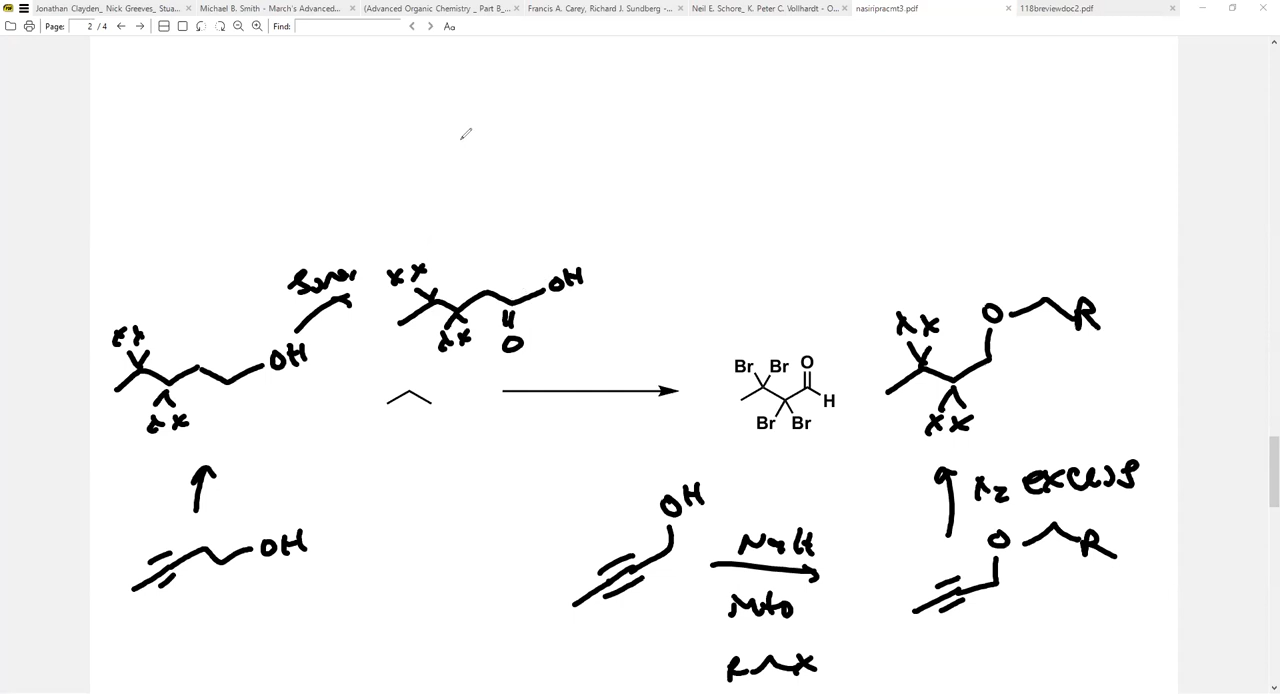 Jonathan Clayden_ Nick Greeves_ Stua...
Michael B. Smith - March's Advanced...
(Advanced Organic Chemistry _ Part B_...
Francis A. Carey, Richard J. Sundberg -...
Neil E. Schore_ K. Peter C. Vollhardt - O...
nasiripracmt3.pdf
118breviewdoc2.pdf
Page: 2 / 4
Find:
Aa
X X
OH
X X
O
X X
OH
X X
X X
O
R
X X
Br Br O
H
Br Br
X2 excess
OH
OH
NaH
O
R
R X